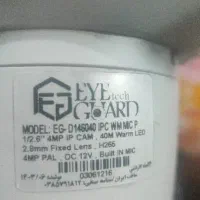 EYE tech
GUARD
MODEL: EG-D146040 IPC WM MIC P
1/2.9" 4MP IP CAM , 40M Warm LED
2.8mm Fixed Lens , H265
4MP PAL , DC 12V , Built IN MIC
03061216